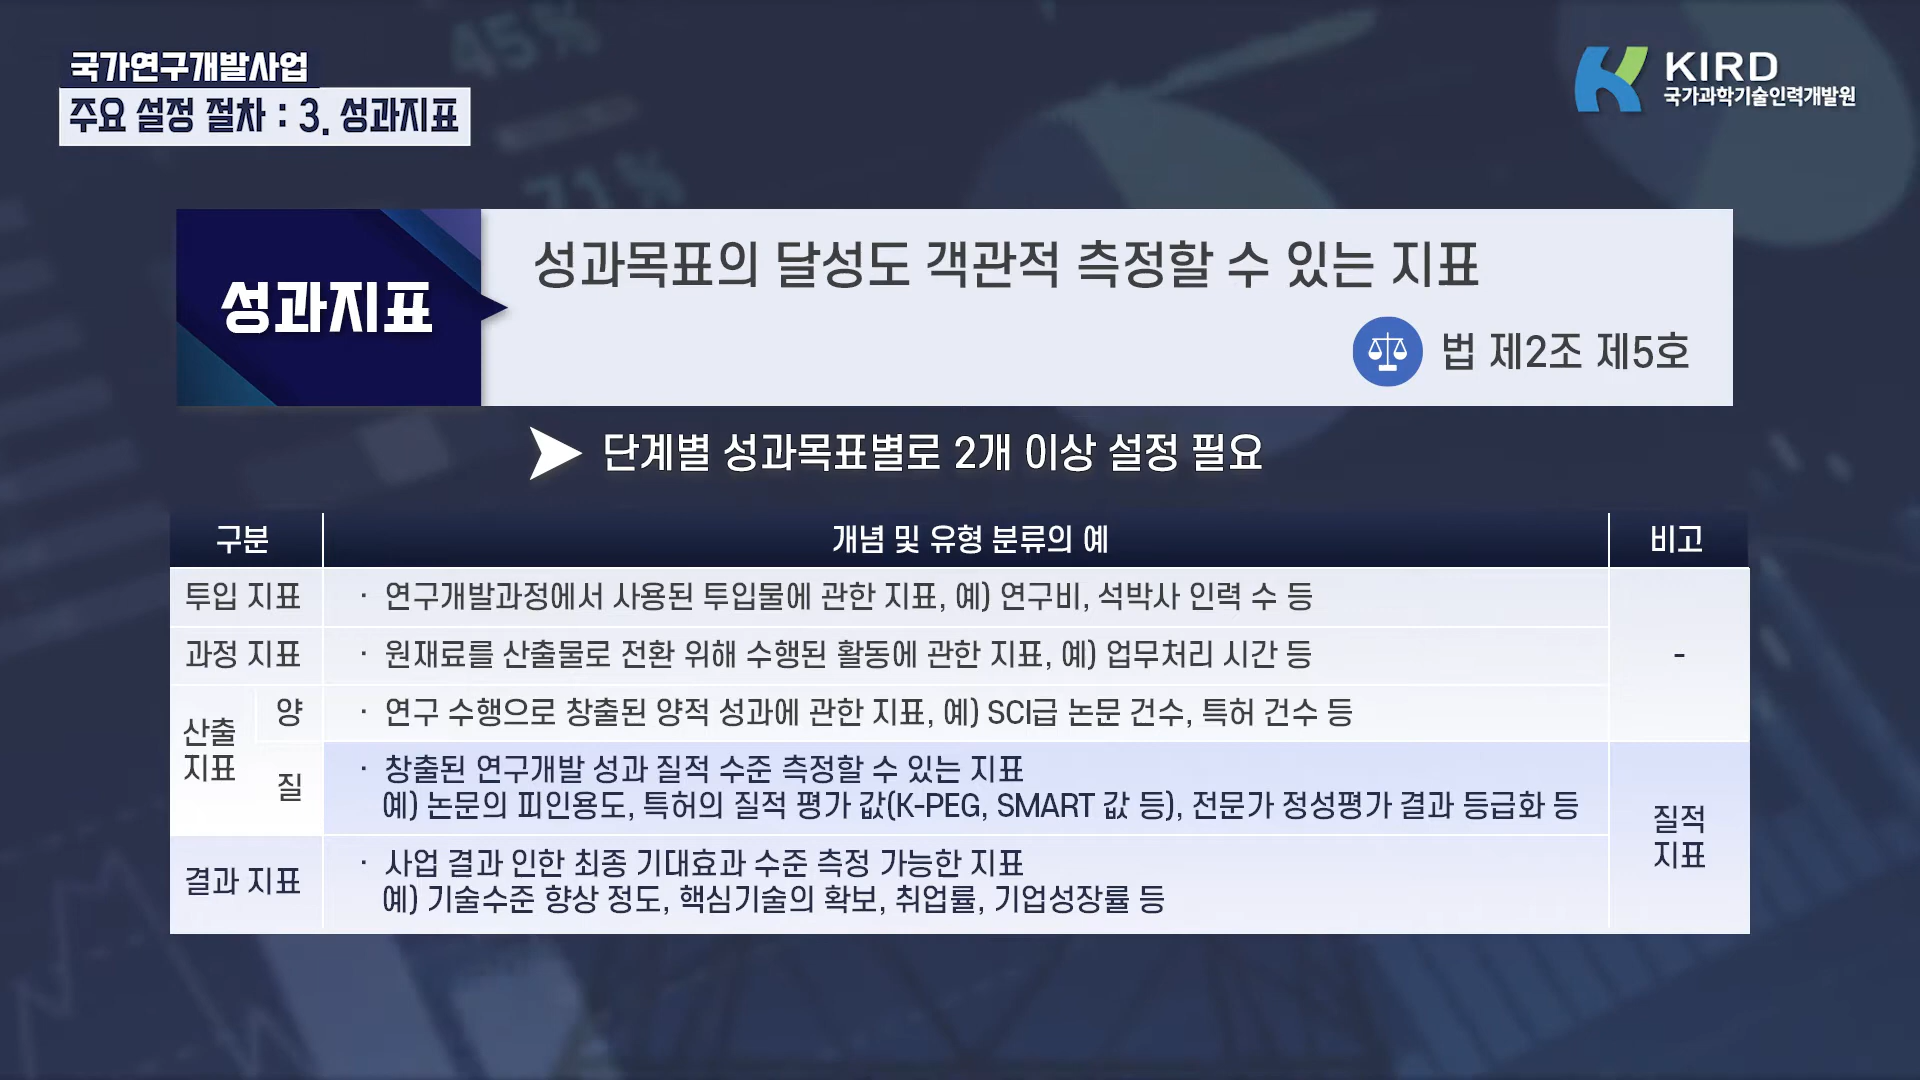 국가연구개발사업
주요 설정 절차 : 3. 성과지표
KIRD
국가과학기술인력개발원
45%
71%
성과지표
성과목표의 달성도 객관적 측정할 수 있는 지표
법 제2조 제5호
단계별 성과목표별로 2개 이상 설정 필요
구분
개념 및 유형 분류의 예
비고
투입 지표
· 연구개발과정에서 사용된 투입물에 관한 지표, 예) 연구비, 석박사 인력 수 등
과정 지표
· 원재료를 산출물로 전환 위해 수행된 활동에 관한 지표, 예) 업무처리 시간 등
-
산출
지표
양
· 연구 수행으로 창출된 양적 성과에 관한 지표, 예) SCI급 논문 건수, 특허 건수 등
질
· 창출된 연구개발 성과 질적 수준 측정할 수 있는 지표
예) 논문의 피인용도, 특허의 질적 평가 값(K-PEG, SMART 값 등), 전문가 정성평가 결과 등급화 등
질적
지표
결과 지표
· 사업 결과 인한 최종 기대효과 수준 측정 가능한 지표
예) 기술수준 향상 정도, 핵심기술의 확보, 취업률, 기업성장률 등